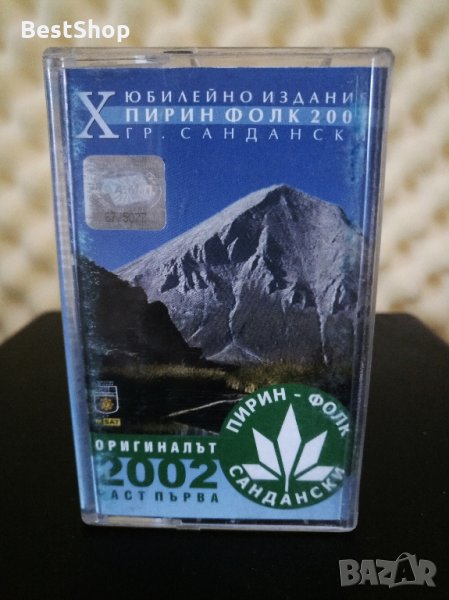 BestShop
X ЮБИЛЕЙНО ИЗДАНИ
ПИРИН ФОЛК 200
ГР. САНДАНСК
ОРИГИНАЛЪТ
2002
ЧАСТ ПЪРВА
ПИРИН - ФОЛК
САНДАНСКИ
BAZAR